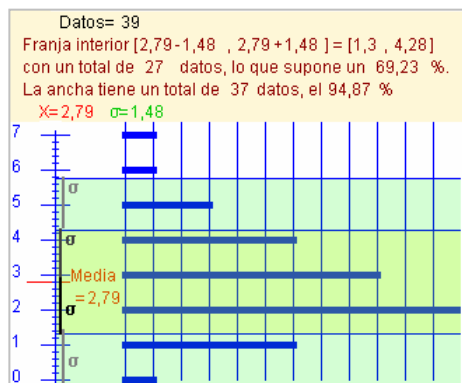 Datos= 39
Franja interior [2,79-1,48 , 2,79+1,48 ] = [1,3 , 4,28]
con un total de 27 datos, lo que supone un 69,23 %.
La ancha tiene un total de 37 datos, el 94,87 %
X=2,79 σ=1,48
7
6
σ
5
4
σ
3
Media
=2,79
2
σ
1
σ
0